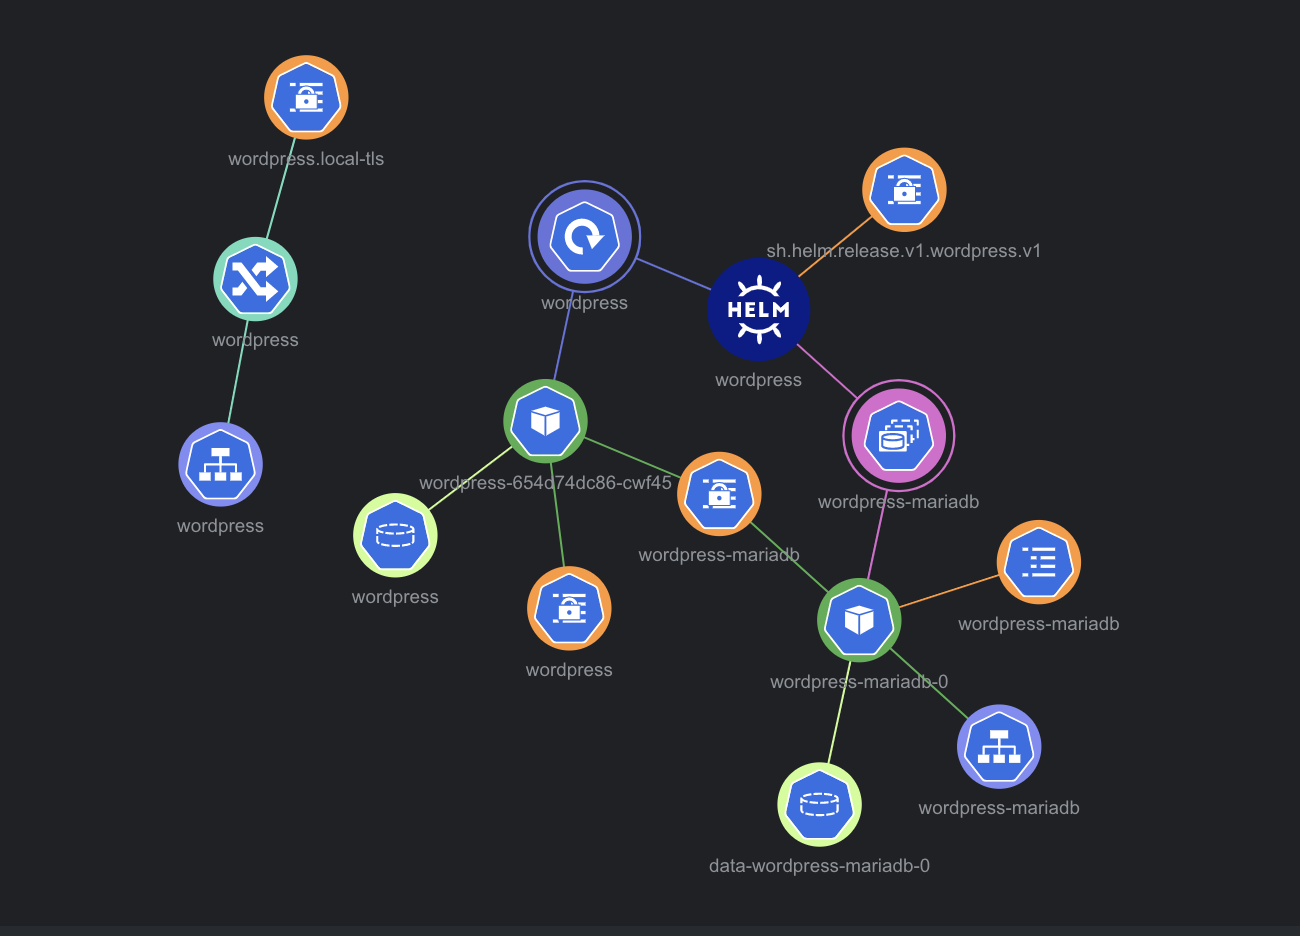 wordpress.local-tls
sh.helm.release.v1.wordpress.v1
wordpress
HELM
wordpress
wordpress
wordpress-654d74dc86-cwf45
wordpress-mariadb
wordpress
wordpress-mariadb
wordpress
wordpress-mariadb
wordpress
wordpress-mariadb-0
wordpress-mariadb
data-wordpress-mariadb-0